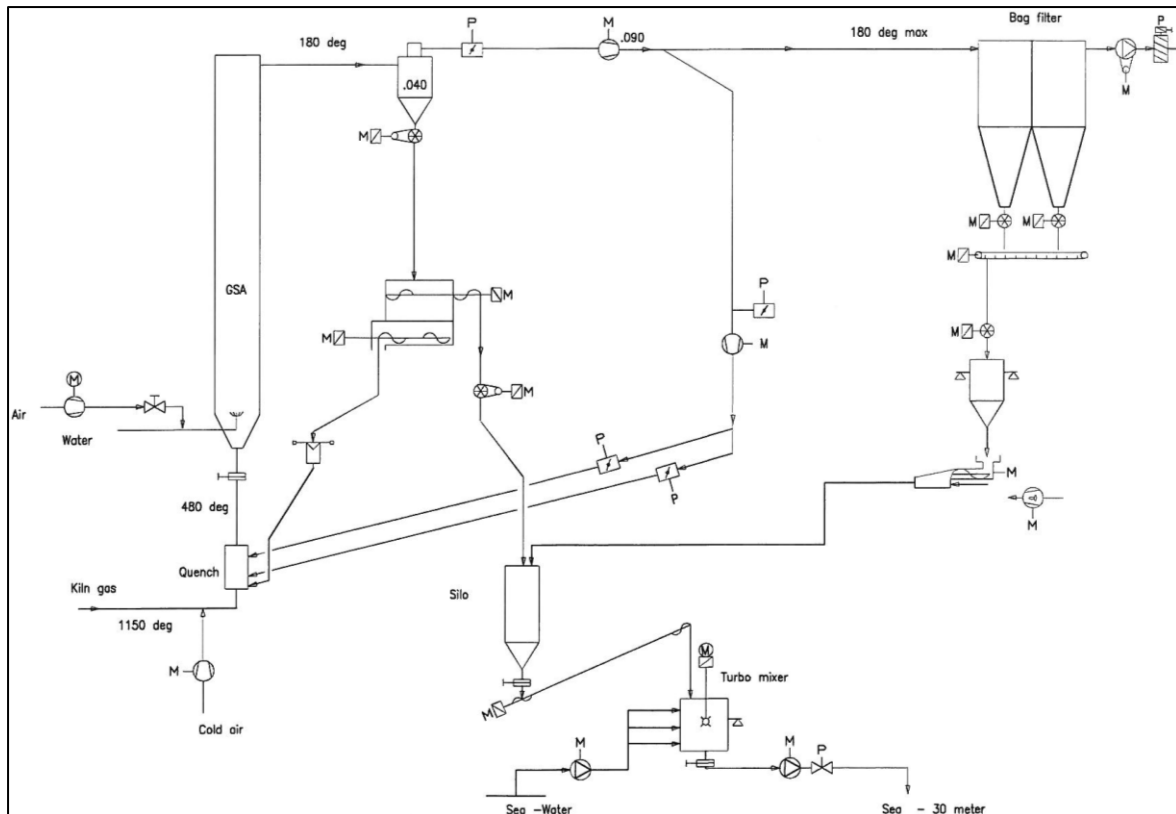 P
M
P
Bag filter
180 deg
.090
180 deg max
.040
M
M
M
M
M
GSA
M
P
M
M
M
M
M
Air
Water
P
M
P
M
480 deg
Quench
Kiln gas
Silo
1150 deg
M
M
Turbo mixer
M
Cold air
M
M
P
Sea -Water
Sea - 30 meter